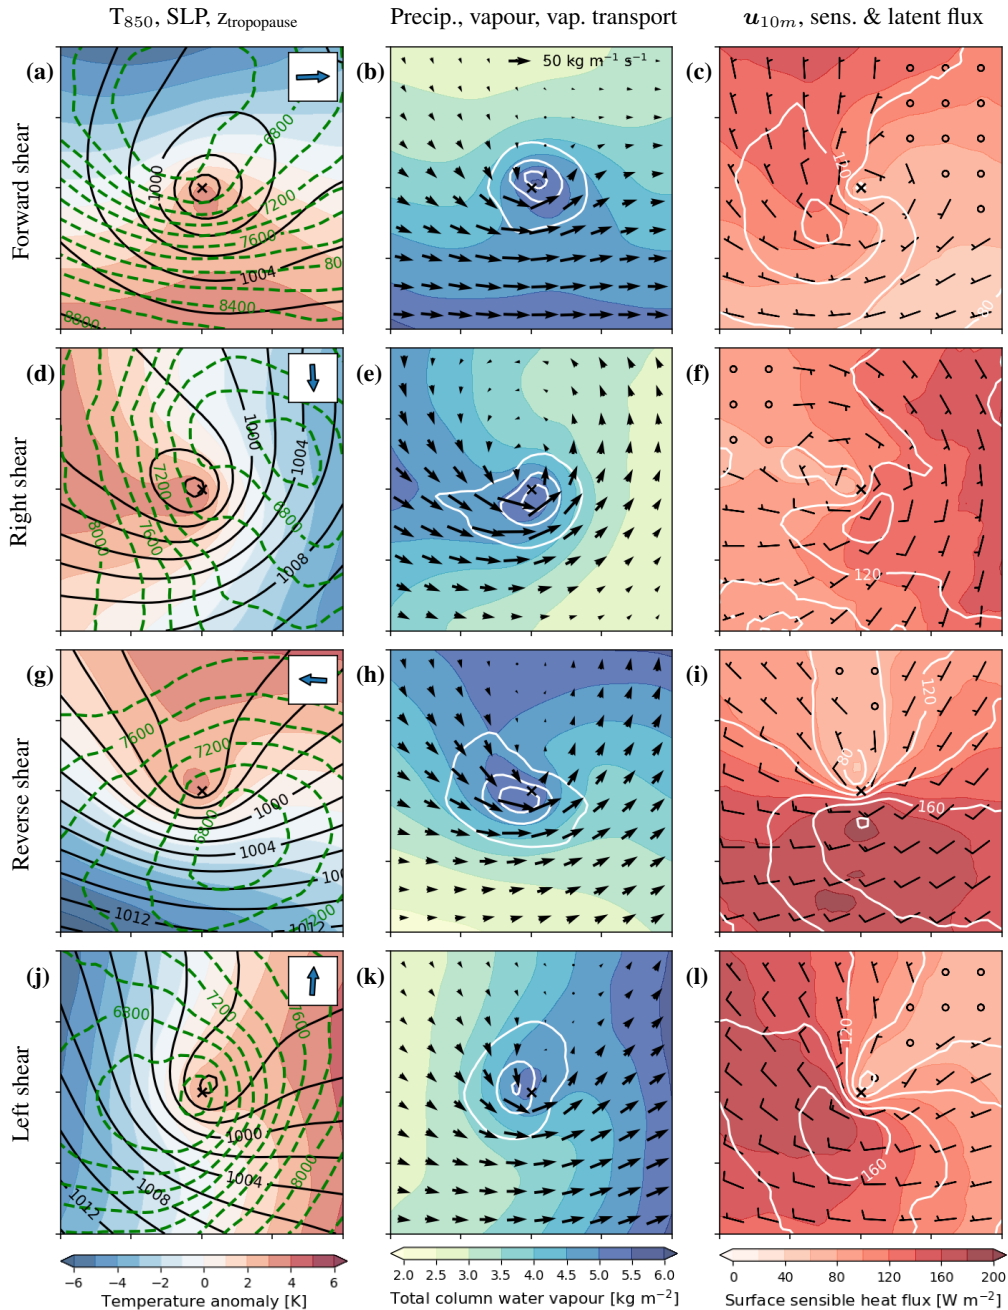 T850, SLP, ztropopause
Precip., vapour, vap. transport
u10m, sens. & latent flux
Forward shear
(a)
6800
1000
7200
7600
1004
80
8400
8800
(b)
50 kg m−1 s−1
(c)
120
80
Right shear
(d)
1000
1004
7200
6800
8000
7600
1008
(e)
(f)
120
Reverse shear
(g)
7600
7200
1000
6800
1004
100
1012
7200
1012
(h)
(i)
120
80
160
Left shear
(j)
6800
7200
7600
1000
1004
1008
8000
1012
(k)
(l)
120
160
−6 −4 −2 0 2 4 6
Temperature anomaly [K]
2.0 2.5 3.0 3.5 4.0 4.5 5.0 5.5 6.0
Total column water vapour [kg m−2]
0 40 80 120 160 200
Surface sensible heat flux [W m−2]